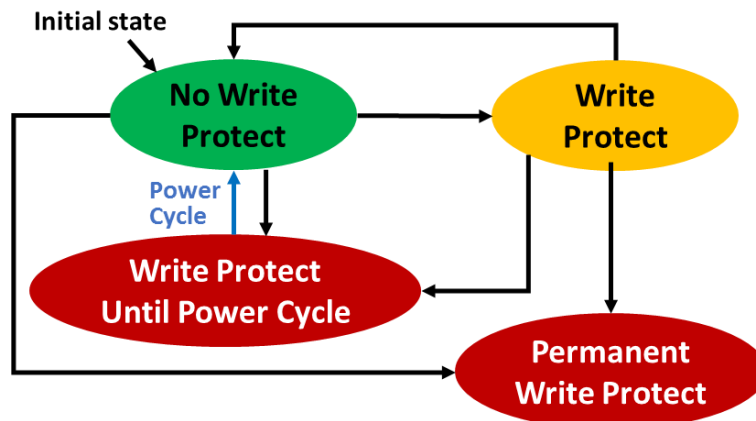 Initial state
No Write
Protect
Write
Protect
Power
Cycle
Write Protect
Until Power Cycle
Permanent
Write Protect